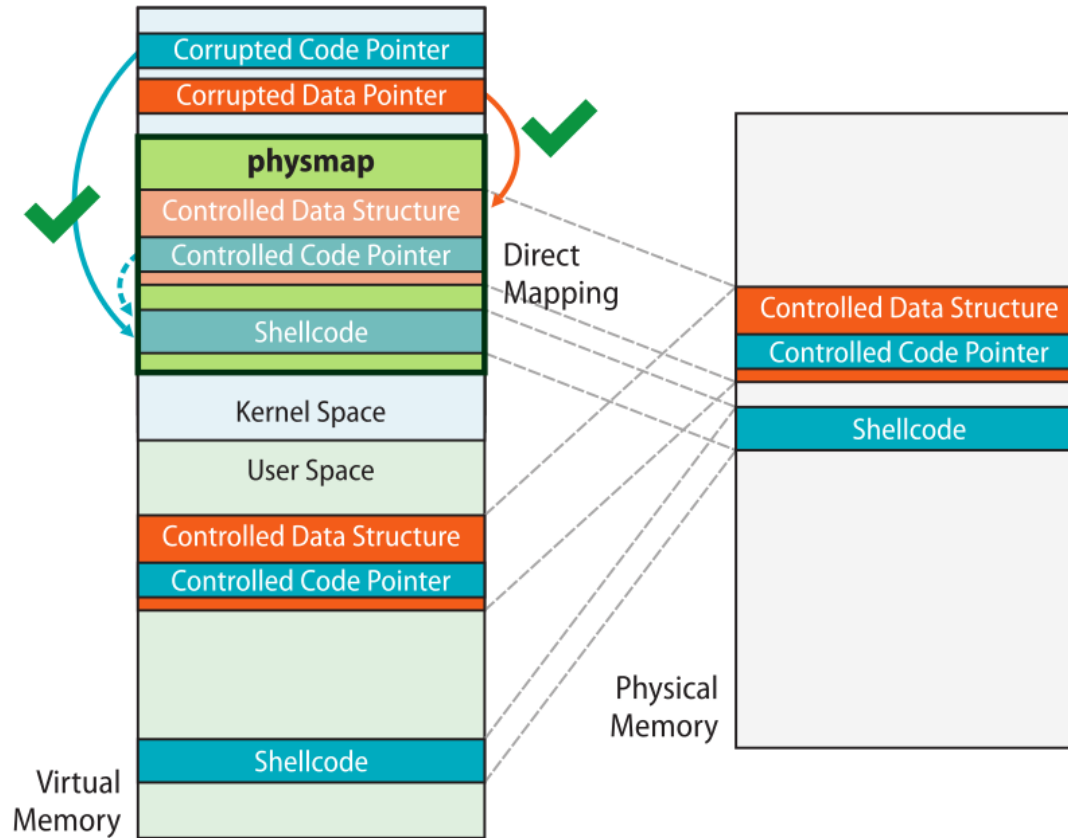 Corrupted Code Pointer
Corrupted Data Pointer
physmap
Controlled Data Structure
Controlled Code Pointer
Shellcode
Direct
Mapping
Kernel Space
User Space
Controlled Data Structure
Controlled Code Pointer
Shellcode
Virtual
Memory
Controlled Data Structure
Controlled Code Pointer
Shellcode
Physical
Memory